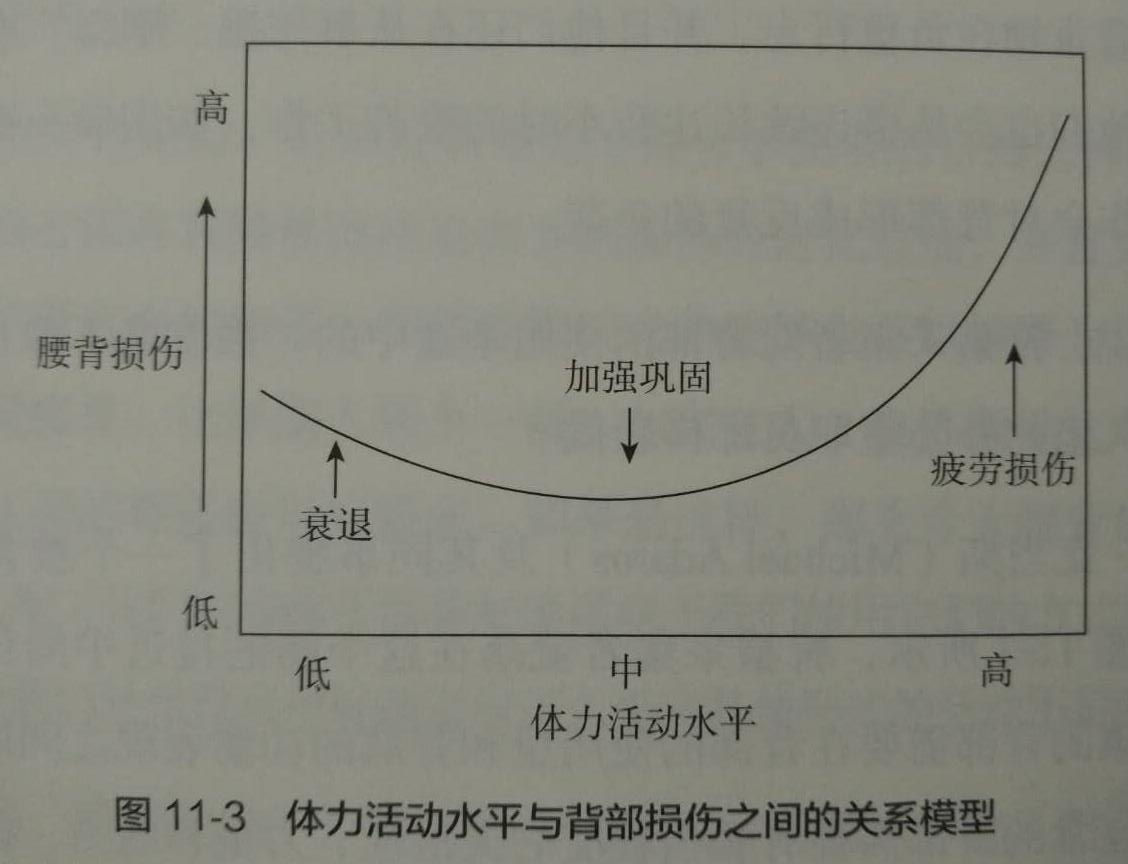 高
腰背损伤
加强巩固
疲劳损伤
衰退
低
低 中 高
体力活动水平
图 11-3 体力活动水平与背部损伤之间的关系模型